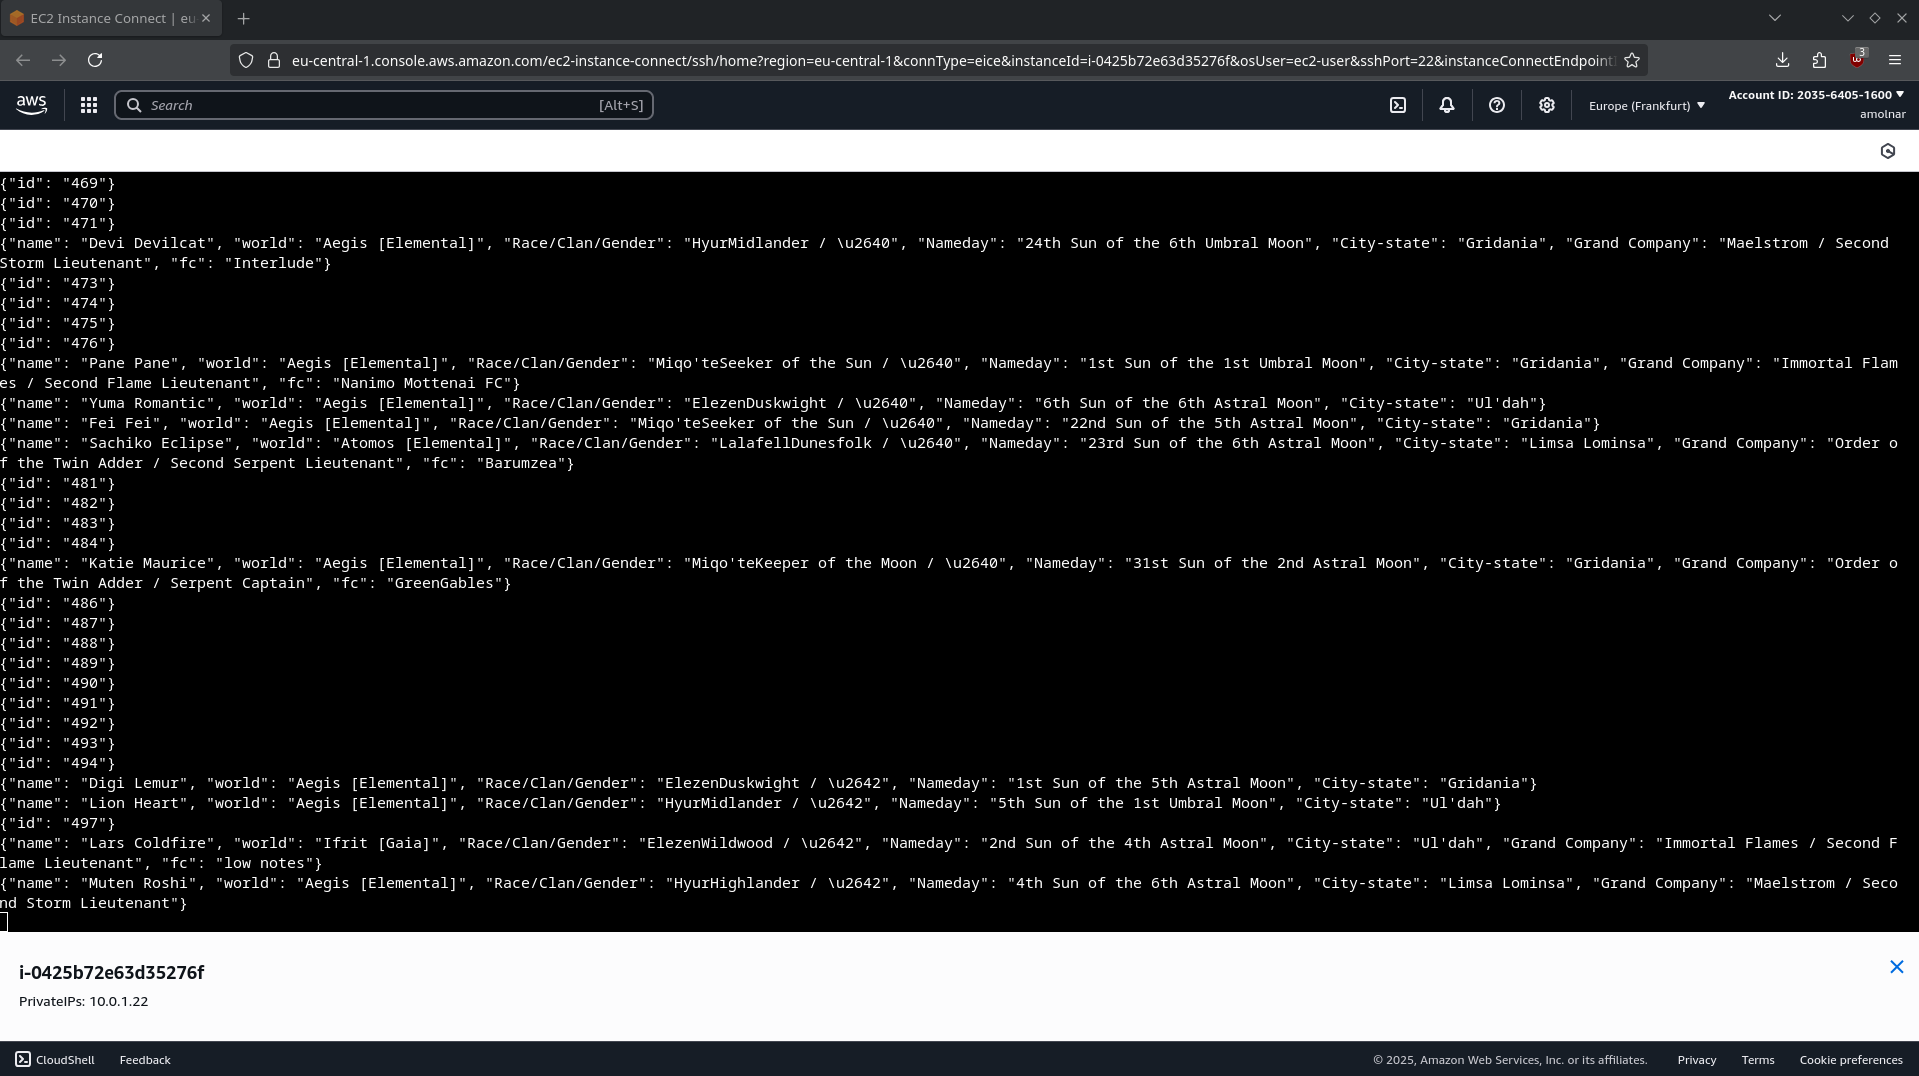 EC2 Instance Connect | eu
eu-central-1.console.aws.amazon.com/ec2-instance-connect/ssh/home?region=eu-central-1&connType=eice&instanceId=i-0425b72e63d35276f&osUser=ec2-user&sshPort=22&instanceConnectEndpointI
3
aws
Search
[Alt+S]
Europe (Frankfurt)
Account ID: 2035-6405-1600
amolnar
{"id": "469"}
{"id": "470"}
{"id": "471"}
{"name": "Devi Devilcat", "world": "Aegis [Elemental]", "Race/Clan/Gender": "HyurMidlander / \u2640", "Nameday": "24th Sun of the 6th Umbral Moon", "City-state": "Gridania", "Grand Company": "Maelstrom / Second
Storm Lieutenant", "fc": "Interlude"}
{"id": "473"}
{"id": "474"}
{"id": "475"}
{"id": "476"}
{"name": "Pane Pane", "world": "Aegis [Elemental]", "Race/Clan/Gender": "Miqo'teSeeker of the Sun / \u2640", "Nameday": "1st Sun of the 1st Umbral Moon", "City-state": "Gridania", "Grand Company": "Immortal Flam
es / Second Flame Lieutenant", "fc": "Nanimo Mottenai FC"}
{"name": "Yuma Romantic", "world": "Aegis [Elemental]", "Race/Clan/Gender": "ElezenDuskwight / \u2640", "Nameday": "6th Sun of the 6th Astral Moon", "City-state": "Ul'dah"}
{"name": "Fei Fei", "world": "Aegis [Elemental]", "Race/Clan/Gender": "Miqo'teSeeker of the Sun / \u2640", "Nameday": "22nd Sun of the 5th Astral Moon", "City-state": "Gridania"}
{"name": "Sachiko Eclipse", "world": "Atomos [Elemental]", "Race/Clan/Gender": "LalafellDunesfolk / \u2640", "Nameday": "23rd Sun of the 6th Astral Moon", "City-state": "Limsa Lominsa", "Grand Company": "Order o
f the Twin Adder / Second Serpent Lieutenant", "fc": "Barumzea"}
{"id": "481"}
{"id": "482"}
{"id": "483"}
{"id": "484"}
{"name": "Katie Maurice", "world": "Aegis [Elemental]", "Race/Clan/Gender": "Miqo'teKeeper of the Moon / \u2640", "Nameday": "31st Sun of the 2nd Astral Moon", "City-state": "Gridania", "Grand Company": "Order o
f the Twin Adder / Serpent Captain", "fc": "GreenGables"}
{"id": "486"}
{"id": "487"}
{"id": "488"}
{"id": "489"}
{"id": "490"}
{"id": "491"}
{"id": "492"}
{"id": "493"}
{"id": "494"}
{"name": "Digi Lemur", "world": "Aegis [Elemental]", "Race/Clan/Gender": "ElezenDuskwight / \u2642", "Nameday": "1st Sun of the 5th Astral Moon", "City-state": "Gridania"}
{"name": "Lion Heart", "world": "Aegis [Elemental]", "Race/Clan/Gender": "HyurMidlander / \u2642", "Nameday": "5th Sun of the 1st Umbral Moon", "City-state": "Ul'dah"}
{"id": "497"}
{"name": "Lars Coldfire", "world": "Ifrit [Gaia]", "Race/Clan/Gender": "ElezenWildwood / \u2642", "Nameday": "2nd Sun of the 4th Astral Moon", "City-state": "Ul'dah", "Grand Company": "Immortal Flames / Second F
lame Lieutenant", "fc": "low notes"}
{"name": "Muten Roshi", "world": "Aegis [Elemental]", "Race/Clan/Gender": "HyurHighlander / \u2642", "Nameday": "4th Sun of the 6th Astral Moon", "City-state": "Limsa Lominsa", "Grand Company": "Maelstrom / Seco
nd Storm Lieutenant"}
i-0425b72e63d35276f
PrivateIPs: 10.0.1.22
CloudShell
Feedback
© 2025, Amazon Web Services, Inc. or its affiliates.
Privacy
Terms
Cookie preferences